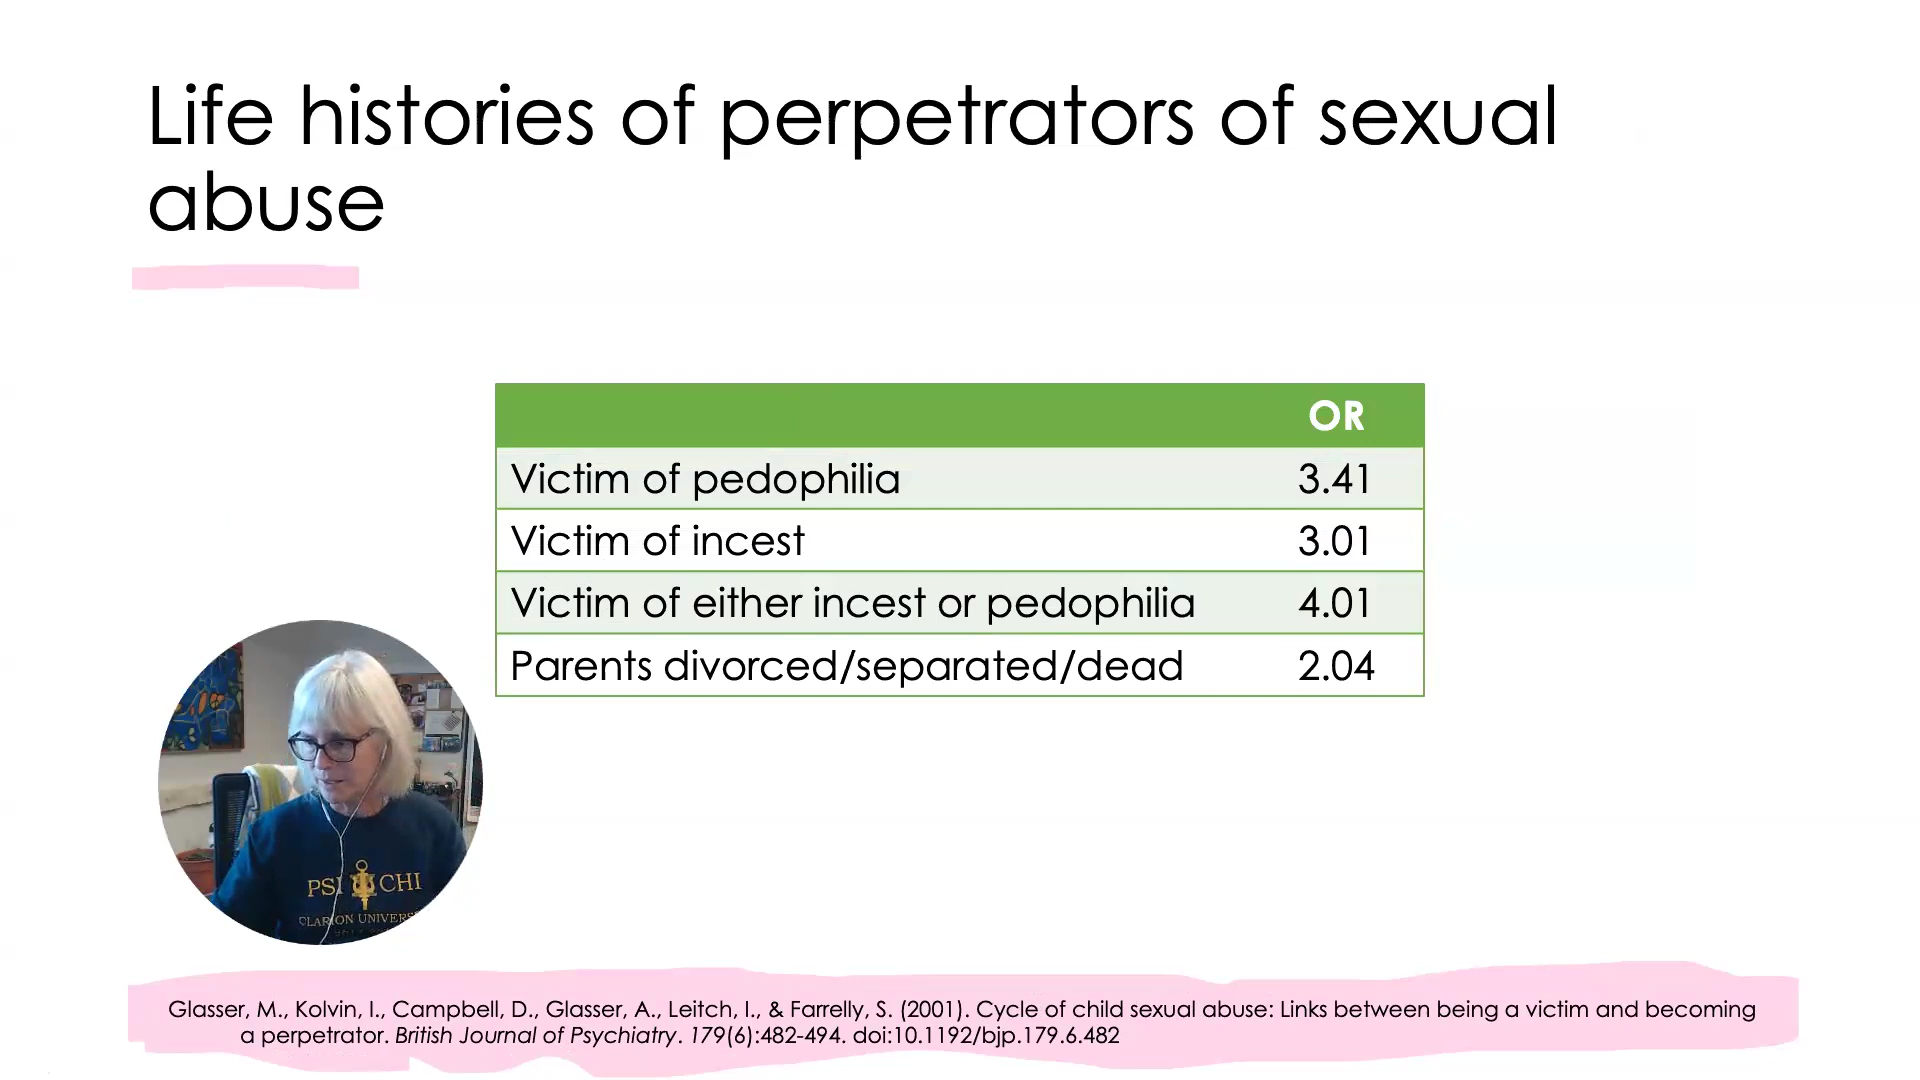 Life histories of perpetrators of sexual
abuse
OR
Victim of pedophilia 3.41
Victim of incest 3.01
Victim of either incest or pedophilia 4.01
Parents divorced/separated/dead 2.04
PSI CHI
CLARION UNIVERS
Glasser, M., Kolvin, I., Campbell, D., Glasser, A., Leitch, I., & Farrelly, S. (2001). Cycle of child sexual abuse: Links between being a victim and becoming
a perpetrator. British Journal of Psychiatry. 179(6):482-494. doi:10.1192/bjp.179.6.482